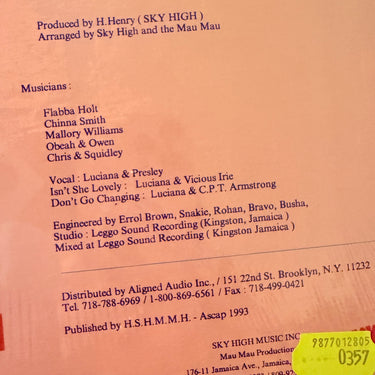 Produced by H.Henry ( SKY HIGH )
Arranged by Sky High and the Mau Mau
Musicians :
Flabba Holt
Chinna Smith
Mallory Williams
Obeah & Owen
Chris & Squidley
Vocal : Luciana & Presley
Isn't She Lovely : Luciana & Vicious Irie
Don't Go Changing : Luciana & C.P.T. Armstrong
Engineered by Errol Brown, Snakie, Rohan, Bravo, Busha,
Studio : Leggo Sound Recording (Kingston, Jamaica )
Mixed at Leggo Sound Recording ( Kingston Jamaica )
Distributed by Aligned Audio Inc., / 151 22nd St. Brooklyn, N.Y. 11232
Tel : 718-788-6969 / 1-800-869-6561 / Fax : 718-499-0421
Published by H.S.H.M.M.H. - Ascap 1993
SKY HIGH MUSIC INC
Mau Mau Production
176-11 Jamaica Ave., Jamaica,
9877012805
0357